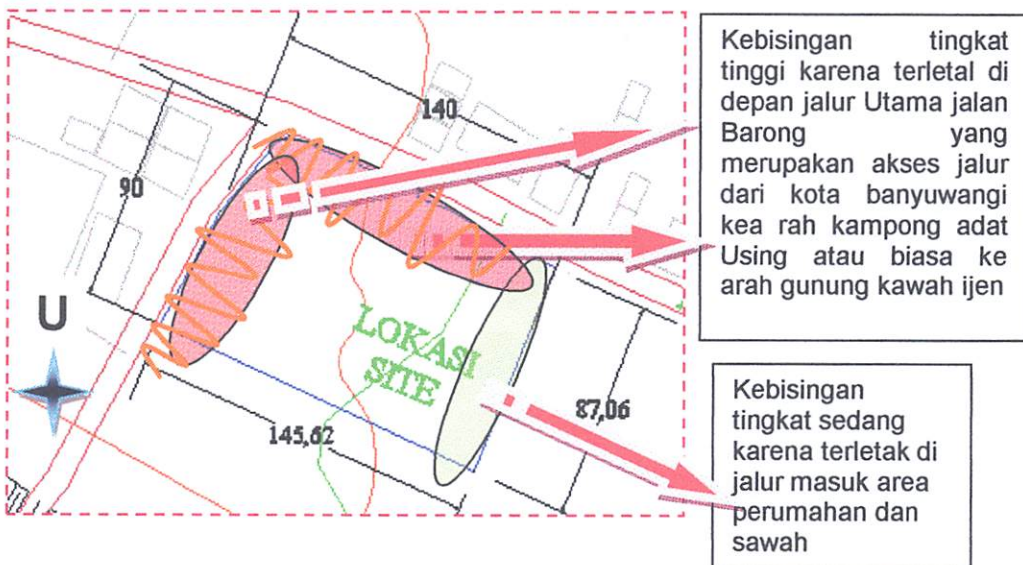 Kebisingan tingkat
tinggi karena terletal di
depan jalur Utama jalan
Barong yang
merupakan akses jalur
dari kota banyuwangi
kea rah kampong adat
Using atau biasa ke
arah gunung kawah ijen
140
90
U
LOKASI
SITE
87,06
145,62
Kebisingan
tingkat sedang
karena terletak di
jalur masuk area
perumahan dan
sawah